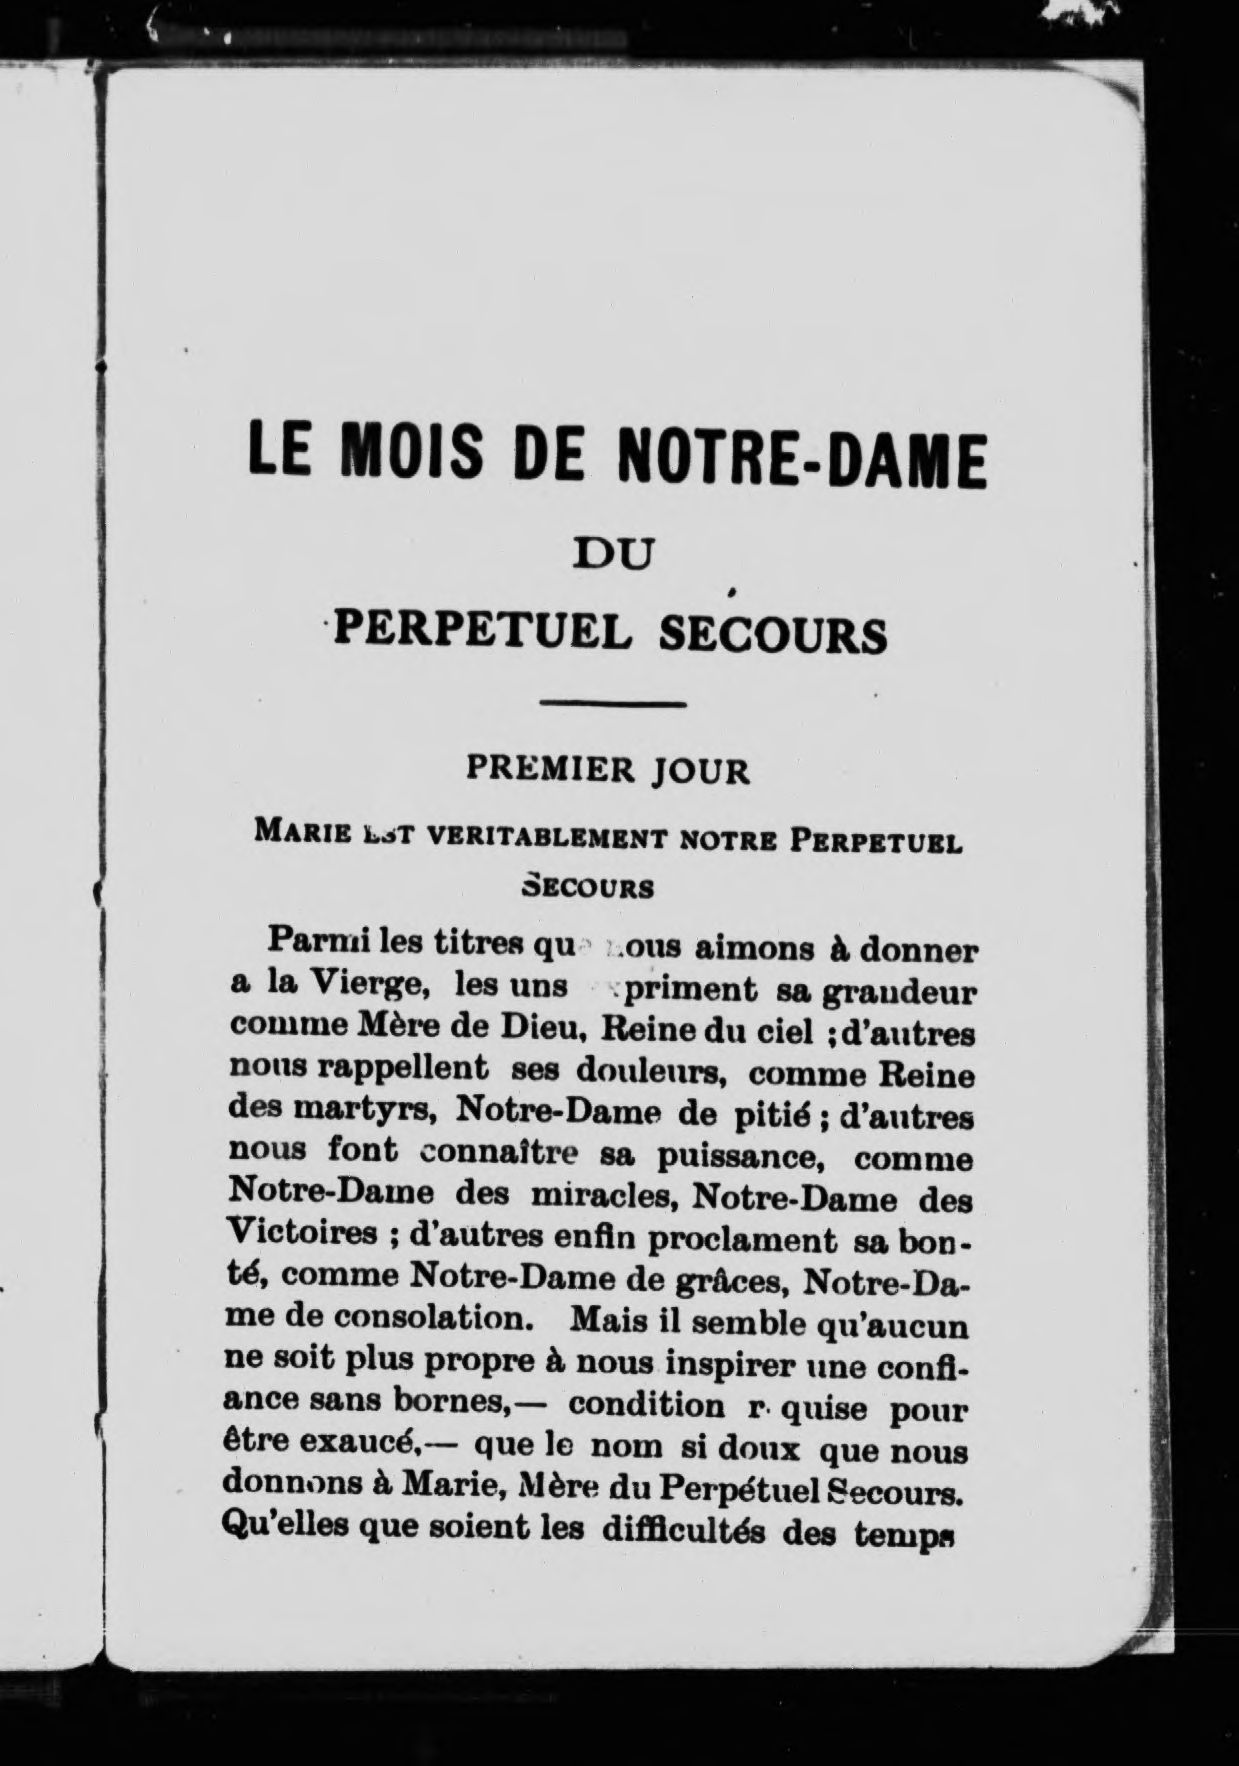 LE MOIS DE NOTRE-DAME
DU
PERPETUEL SECOURS
PREMIER JOUR
MARIE EST VERITABLEMENT NOTRE PERPETUEL
SECOURS
Parmi les titres que nous aimons à donner
a la Vierge, les uns expriment sa grandeur
comme Mère de Dieu, Reine du ciel ; d'autres
nous rappellent ses douleurs, comme Reine
des martyrs, Notre-Dame de pitié ; d'autres
nous font connaître sa puissance, comme
Notre-Dame des miracles, Notre-Dame des
Victoires ; d'autres enfin proclament sa bon-
té, comme Notre-Dame de grâces, Notre-Da-
me de consolation. Mais il semble qu'aucun
ne soit plus propre à nous inspirer une confi-
ance sans bornes,— condition requise pour
être exaucé,— que le nom si doux que nous
donnons à Marie, Mère du Perpétuel Secours.
Qu'elles que soient les difficultés des temps